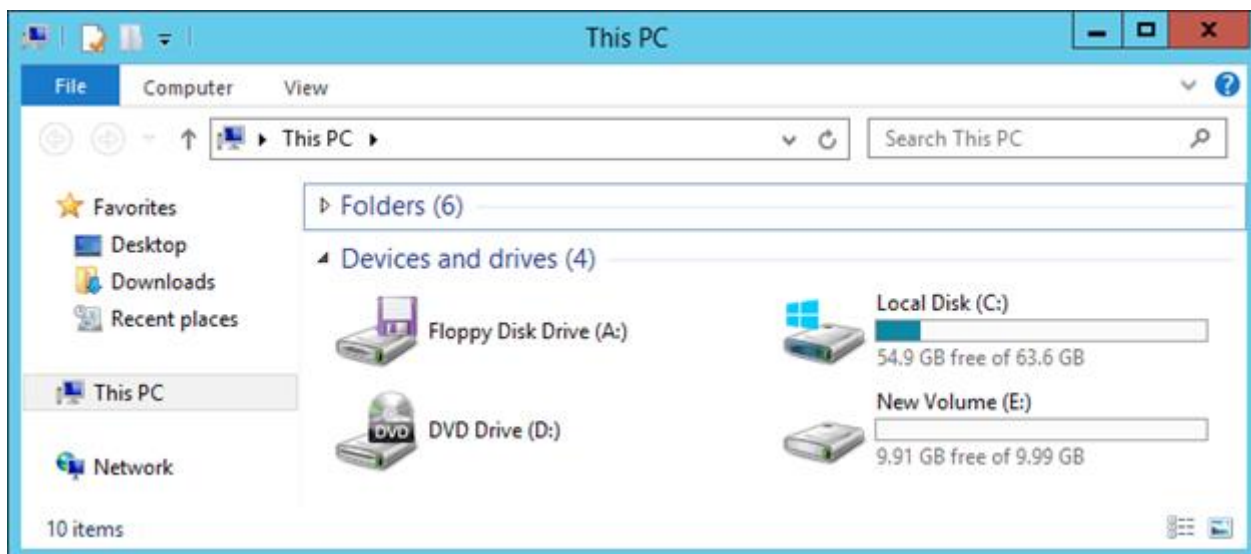 This PC
File Computer View
This PC
Search This PC
Favorites
Desktop
Downloads
Recent places
This PC
Network
Folders (6)
Devices and drives (4)
Floppy Disk Drive (A:)
Local Disk (C:)
54.9 GB free of 63.6 GB
DVD
DVD Drive (D:)
New Volume (E:)
9.91 GB free of 9.99 GB
10 items